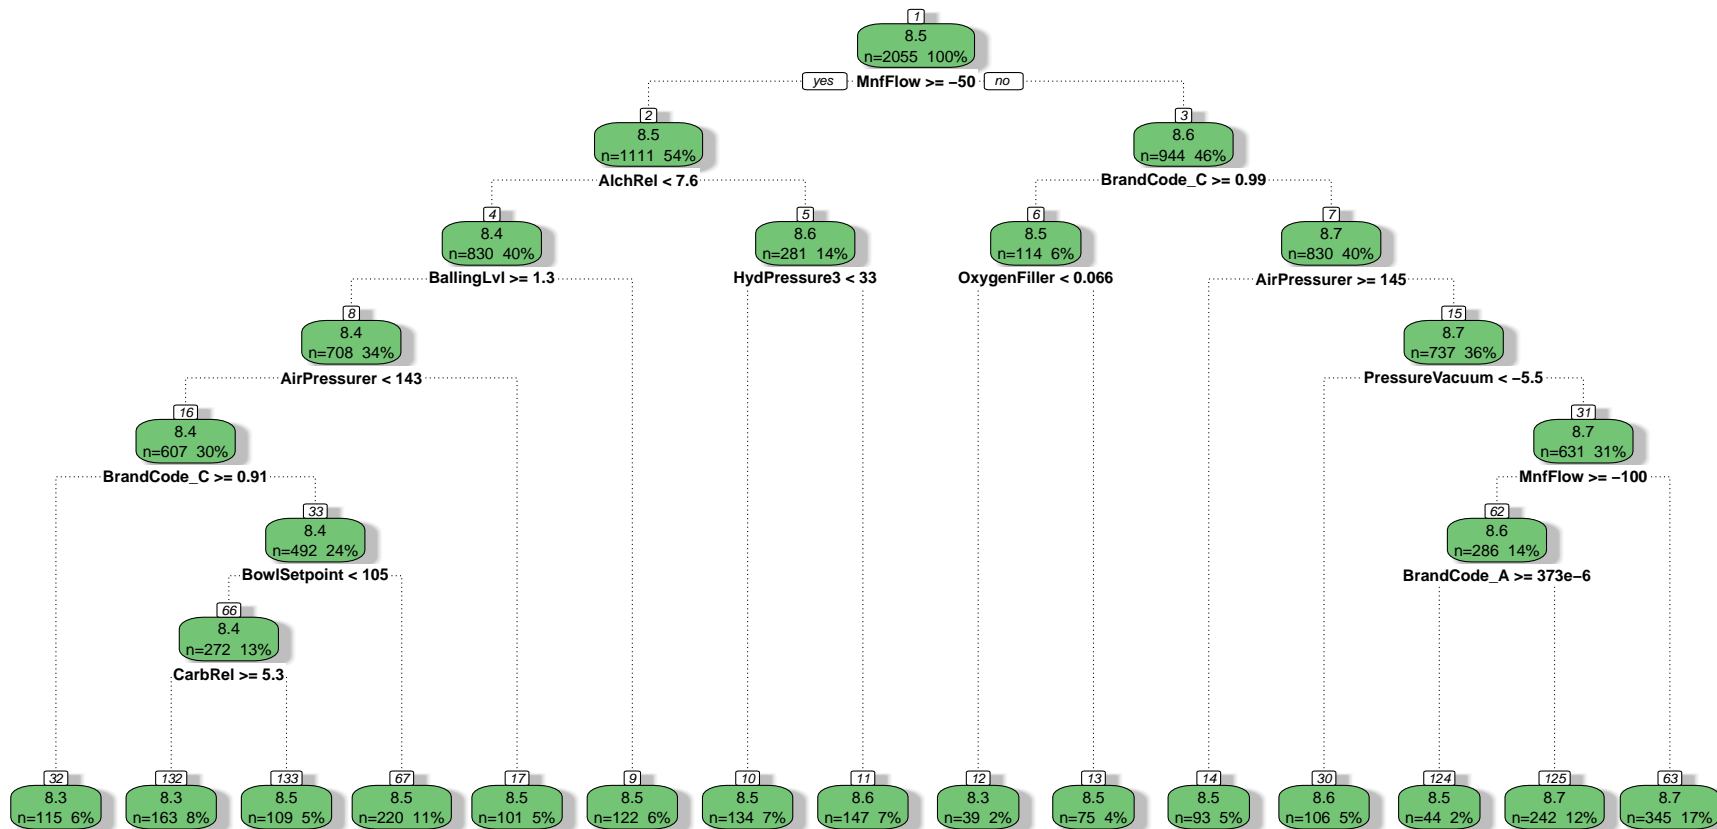 1
8.5
n=2055 100%
yes MnfFlow >= −50 no
2 3
8.5 8.6
n=1111 54% n=944 46%
AlchRel < 7.6 BrandCode_C >= 0.99
4 5 6 7
8.4 8.6 8.5 8.7
n=830 40% n=281 14% n=114 6% n=830 40%
BallingLvl >= 1.3 HydPressure3 < 33 OxygenFiller < 0.066 AirPressurer >= 145
8 15
8.4 8.7
n=708 34% n=737 36%
AirPressurer < 143 PressureVacuum < −5.5
16 31
8.4 8.7
n=607 30% n=631 31%
BrandCode_C >= 0.91 MnfFlow >= −100
33 62
8.4 8.6
n=492 24% n=286 14%
BowlSetpoint < 105 BrandCode_A >= 373e−6
66
8.4
n=272 13%
CarbRel >= 5.3
32 132 133 67 17 9 10 11 12 13 14 30 124 125 63
8.3 8.3 8.5 8.5 8.5 8.5 8.5 8.6 8.3 8.5 8.5 8.6 8.5 8.7 8.7
n=115 6% n=163 8% n=109 5% n=220 11% n=101 5% n=122 6% n=134 7% n=147 7% n=39 2% n=75 4% n=93 5% n=106 5% n=44 2% n=242 12% n=345 17%